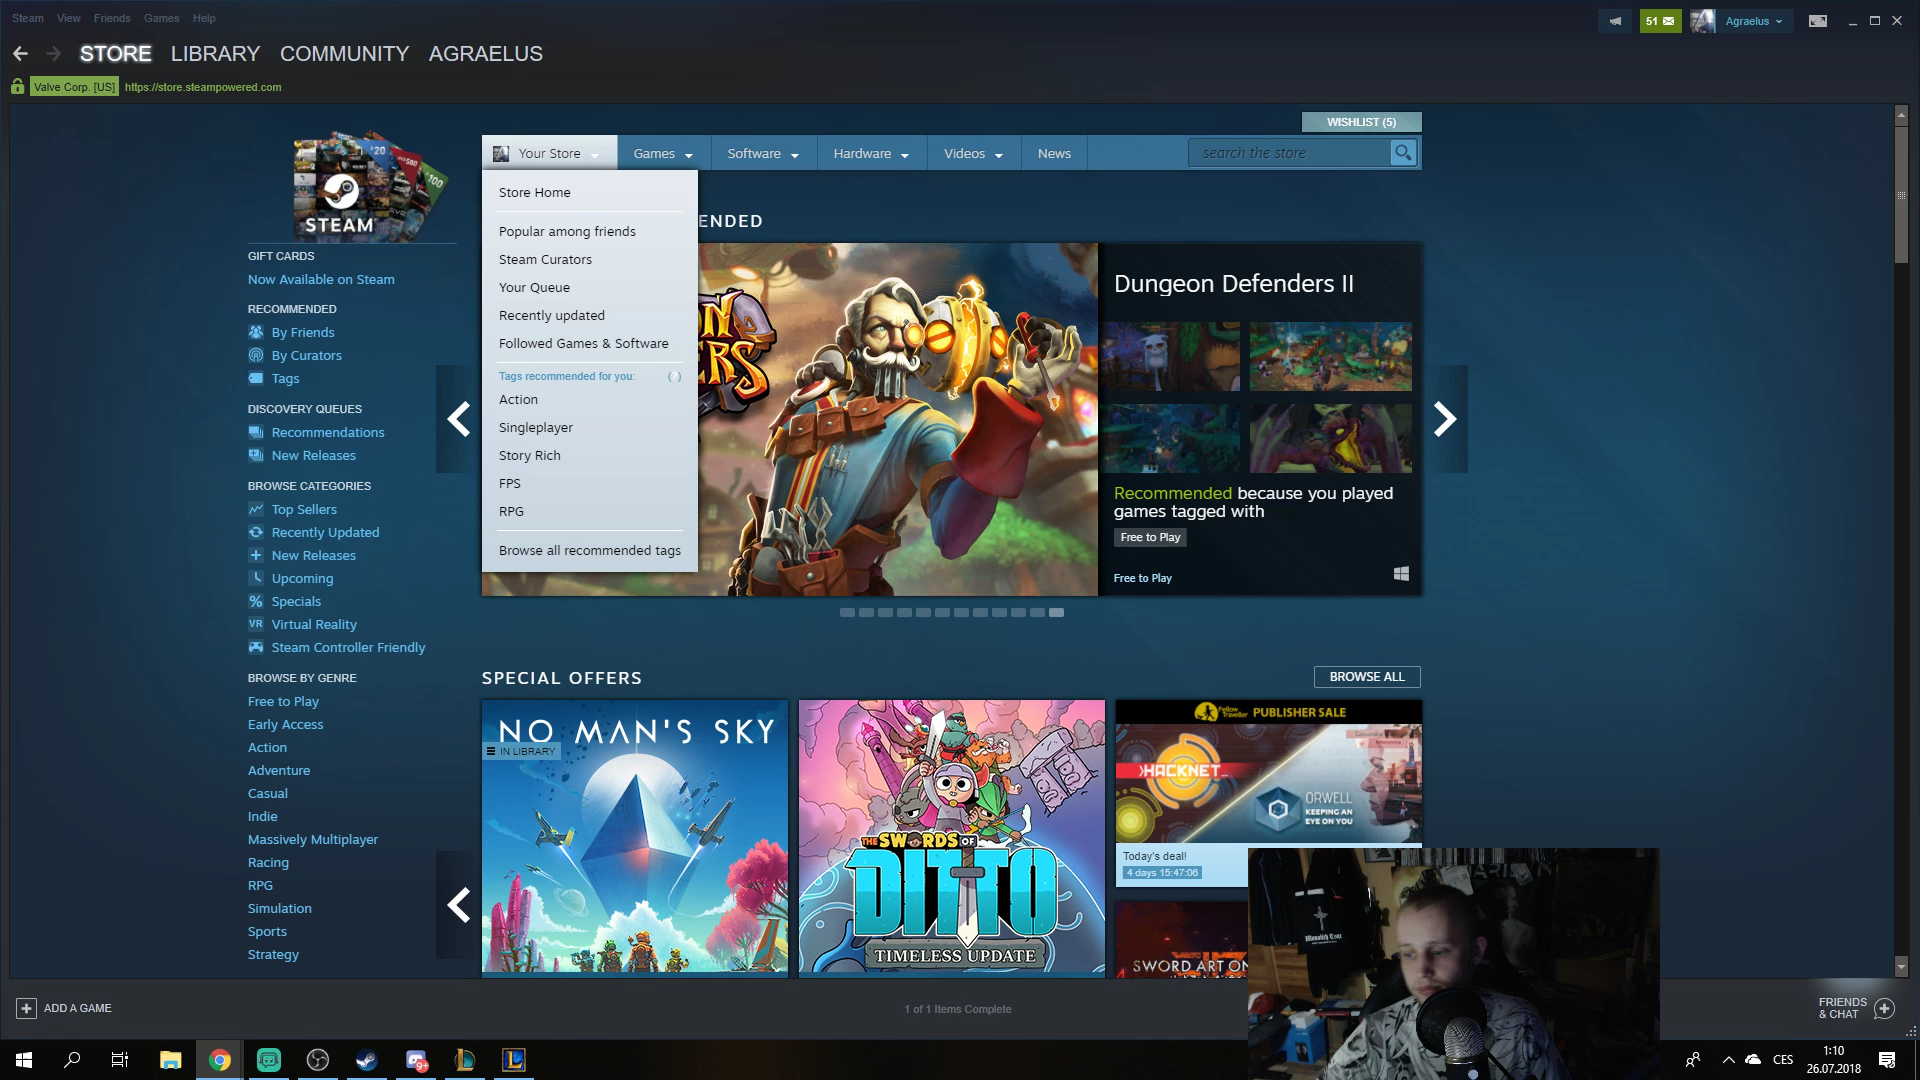 Steam View Friends Games Help
51
Agraelus
STORE LIBRARY COMMUNITY AGRAELUS
Valve Corp. [US] https://store.steampowered.com
WISHLIST (5)
$20
$100
STEAM
Your Store Games Software Hardware Videos News
search the store
Store Home
Popular among friends
Steam Curators
Your Queue
Recently updated
Followed Games & Software
Tags recommended for you: (?)
Action
Singleplayer
Story Rich
FPS
RPG
Browse all recommended tags
ENDED
GIFT CARDS
Now Available on Steam
RECOMMENDED
By Friends
By Curators
Tags
DISCOVERY QUEUES
Recommendations
New Releases
BROWSE CATEGORIES
Top Sellers
Recently Updated
New Releases
Upcoming
% Specials
VR Virtual Reality
Steam Controller Friendly
BROWSE BY GENRE
Free to Play
Early Access
Action
Adventure
Casual
Indie
Massively Multiplayer
Racing
RPG
Simulation
Sports
Strategy
Dungeon Defenders II
Recommended because you played
games tagged with
Free to Play
Free to Play
SPECIAL OFFERS
BROWSE ALL
NO MAN'S SKY
IN LIBRARY
THE SWORDS OF
DITTO
TIMELESS UPDATE
Fellow Traveller PUBLISHER SALE
HACKNET_
ORWELL
KEEPING AN
EYE ON YOU
Today's deal!
4 days 15:47:06
SWORD ART ON
ADD A GAME
1 of 1 Items Complete
FRIENDS
& CHAT
9+
CES
1:10
26.07.2018